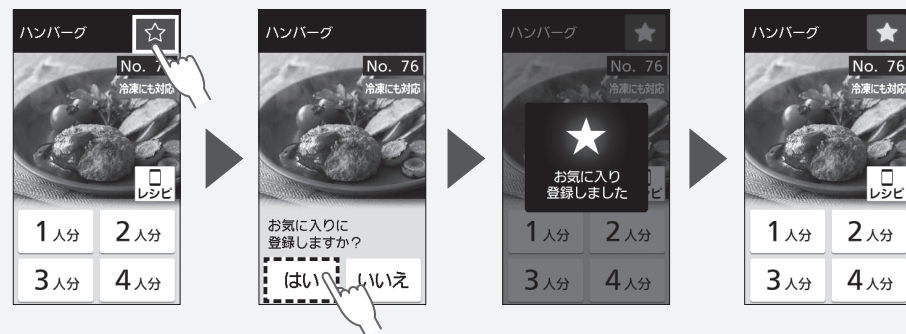 ハンバーグ
No. 76
冷凍にも対応
レシピ
1人分
2人分
3人分
4人分
ハンバーグ
No. 76
冷凍にも対応
お気に入りに
登録しますか？
はい
いいえ
ハンバーグ
No. 76
冷凍にも対応
お気に入り
登録しました
ピ
1人分
2人分
3人分
4人分
ハンバーグ
No. 76
冷凍にも対応
レシピ
1人分
2人分
3人分
4人分